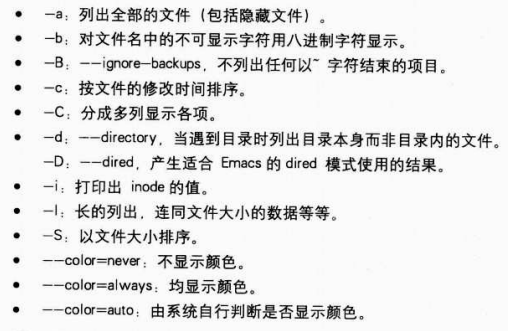 ● —a：列出全部的文件（包括隐藏文件）。
● —b：对文件名中的不可显示字符用八进制字符显示。
● —B：——ignore—backups，不列出任何以~ 字符结束的项目。
● —c：按文件的修改时间排序。
● —C：分成多列显示各项。
● —d：——directory，当遇到目录时列出目录本身而非目录内的文件。
—D：——dired，产生适合 Emacs 的 dired 模式使用的结果。
● —i：打印出 inode 的值。
● —l：长的列出，连同文件大小的数据等等。
● —S：以文件大小排序。
● ——color=never：不显示颜色。
● ——color=always：均显示颜色。
● ——color=auto：由系统自行判断是否显示颜色。